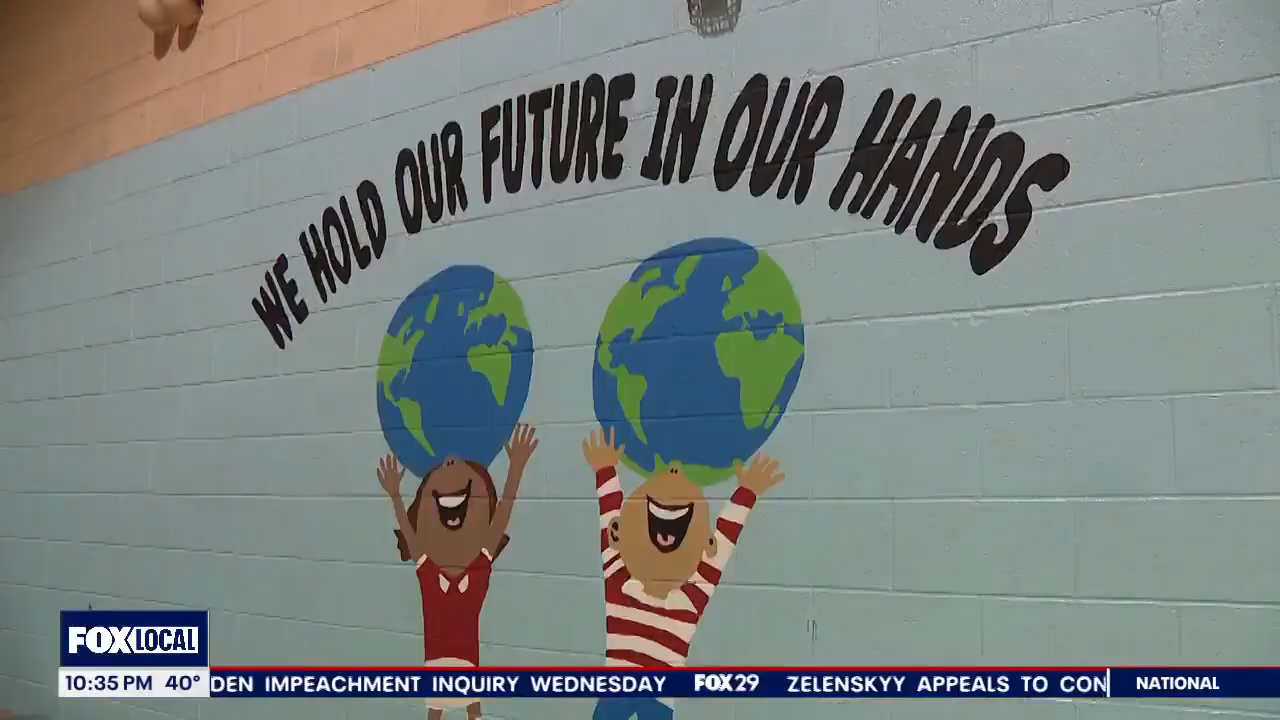 WE HOLD OUR FUTURE IN OUR HANDS
FOX LOCAL
10:35 PM 40° DEN IMPEACHMENT INQUIRY WEDNESDAY FOX29 ZELENSKYY APPEALS TO CON NATIONAL